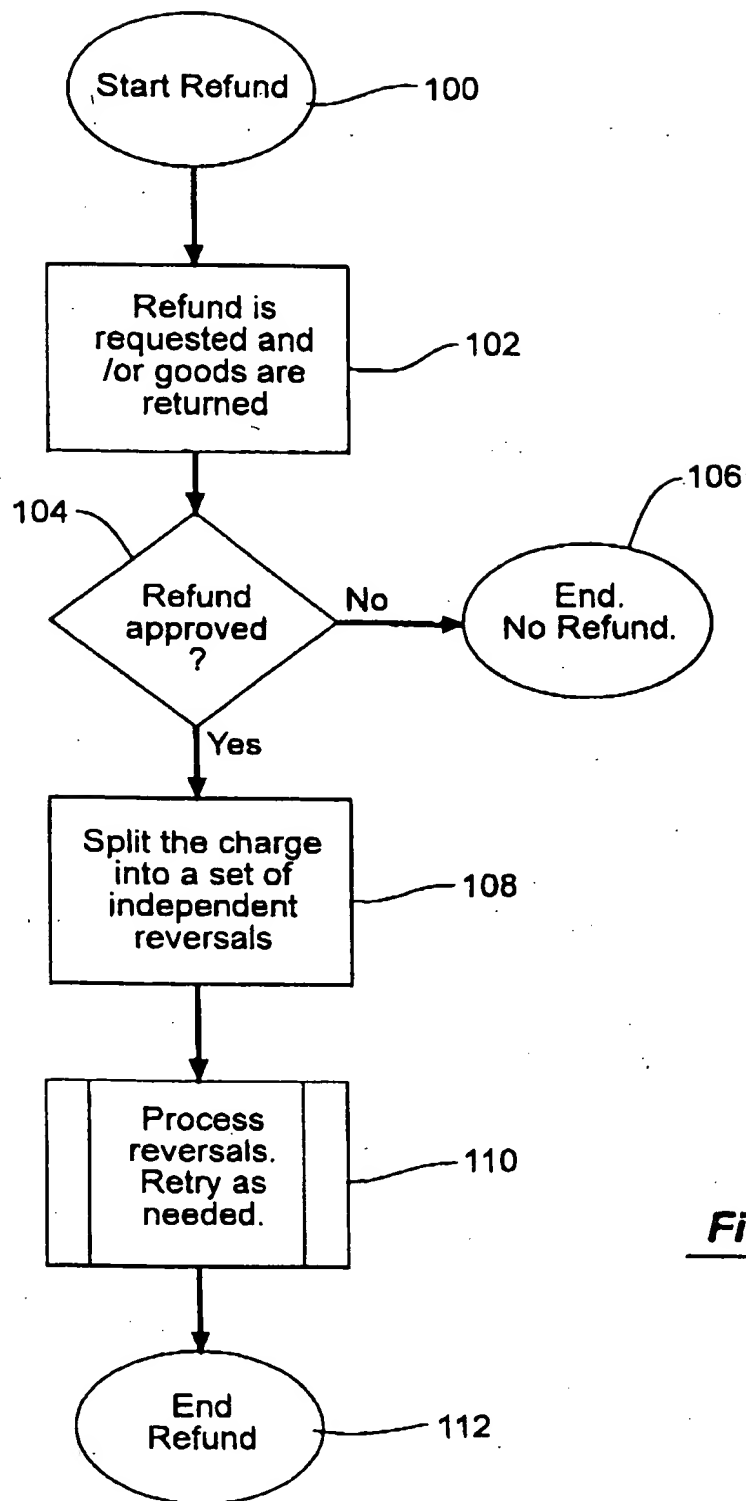 Start Refund
100
Refund is
requested and
/or goods are
returned
102
104
Refund
approved
?
No
106
End.
No Refund.
Yes
Split the charge
into a set of
independent
reversals
108
Process
reversals.
Retry as
needed.
110
End
Refund
112